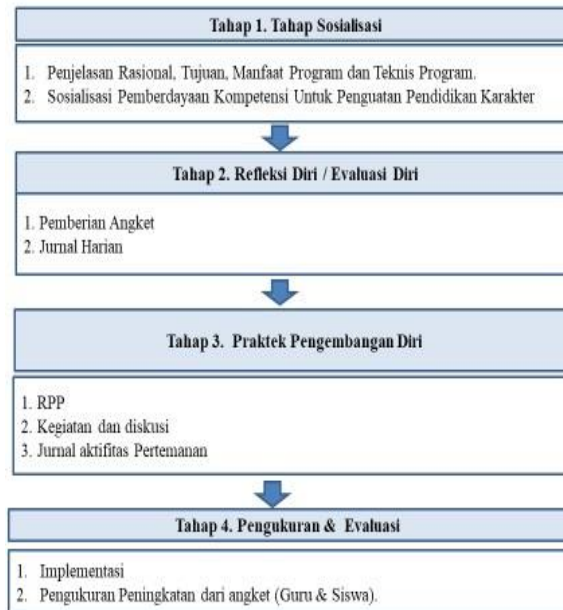 Tahap 1. Tahap Sosialisasi
1. Penjelasan Rasional, Tujuan, Manfaat Program dan Teknis Program.
2. Sosialisasi Pemberdayaan Kompetensi Untuk Penguatan Pendidikan Karakter
Tahap 2. Refleksi Diri / Evaluasi Diri
1. Pemberian Angket
2. Jurnal Harian
Tahap 3. Praktek Pengembangan Diri
1. RPP
2. Kegiatan dan diskusi
3. Jurnal aktifitas Pertemanan
Tahap 4. Pengukuran & Evaluasi
1. Implementasi
2. Pengukuran Peningkatan dari angket (Guru & Siswa).